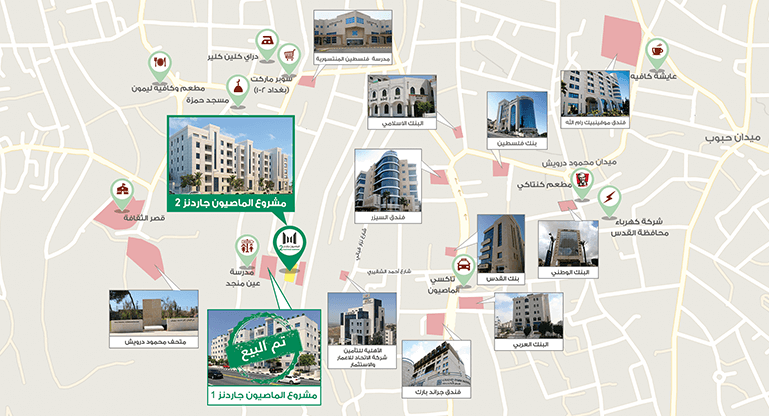 مدرسة فلسطين المنتسورية
دراي كلين كلير
سوبر ماركت
(بغداد ٢-١)
مطعم وكافيه ليمون
مسجد حمزة
عايشة كافيه
فندق موفينبيك رام الله
البنك الاسلامي
بنك فلسطين
ميدان حبوب
ميدان محمود درويش
مطعم كنتاكي
مشروع الماصيون جاردنز 2
فندق السيزر
قصر الثقافة
شركة كهرباء
محافظة القدس
البنك الوطني
بنك القدس
تاكسي
الماصيون
مدرسة
عين منجد
شارع أحمد الشقيري
متحف محمود درويش
تم البيع
مشروع الماصيون جاردنز 1
الأهلية للتأمين
شركة الاتحاد للاعمار
والاستثمار
فندق جراند بارك
البنك العربي